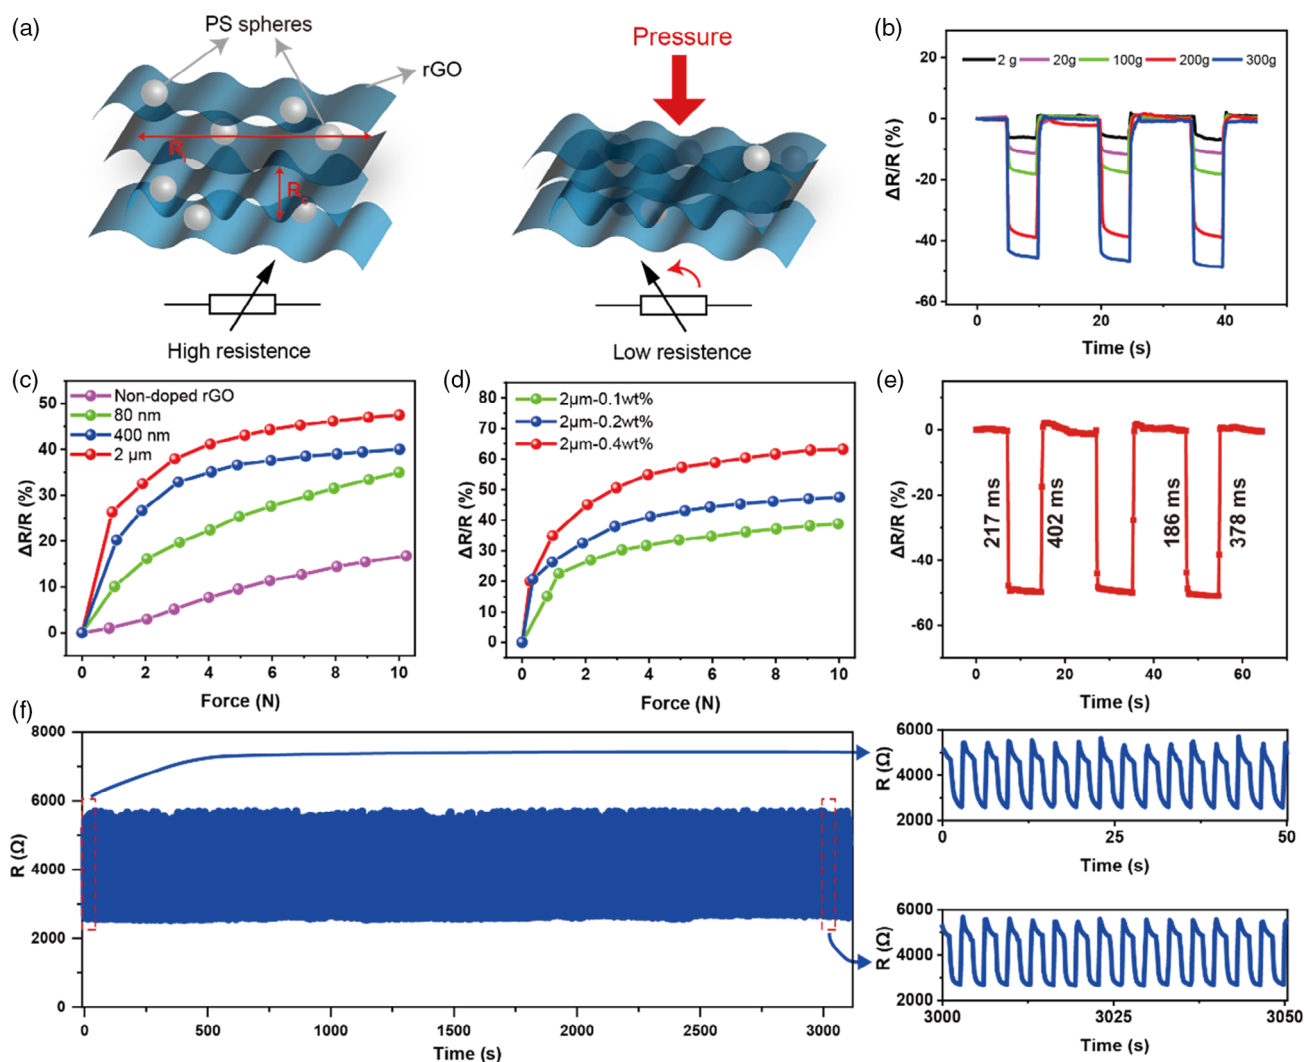 (a)
PS spheres
rGO
R
R
Pressure
High resistence
Low resistence
(b)
2 g 20g 100g 200g 300g
ΔR/R (%)
20
0
-20
-40
-60
0 20 40
Time (s)
(c)
Non-doped rGO
80 nm
400 nm
2 μm
ΔR/R (%)
50
40
30
20
10
0
0 2 4 6 8 10
Force (N)
(d)
2μm-0.1wt%
2μm-0.2wt%
2μm-0.4wt%
ΔR/R (%)
80
70
60
50
40
30
20
10
0
0 2 4 6 8 10
Force (N)
(e)
217 ms
402 ms
186 ms
378 ms
ΔR/R (%)
0
-20
-40
-60
0 20 40 60
Time (s)
(f)
R (Ω)
8000
6000
4000
2000
0
0 500 1000 1500 2000 2500 3000
Time (s)
R (Ω)
6000
4000
2000
0 25 50
Time (s)
R (Ω)
6000
4000
2000
3000 3025 3050
Time (s)